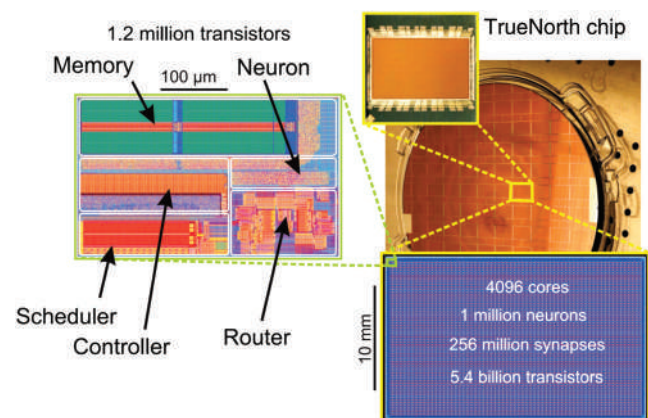 1.2 million transistors
TrueNorth chip
Memory
100 µm
Neuron
Scheduler
Controller
Router
10 mm
4096 cores
1 million neurons
256 million synapses
5.4 billion transistors